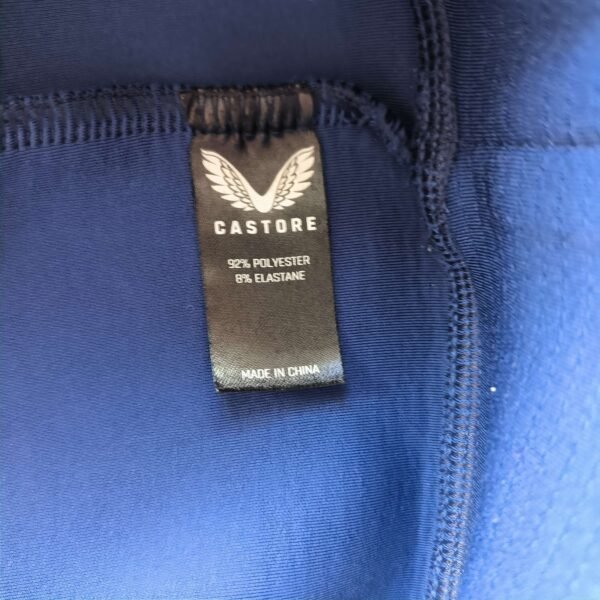 CASTORE
92% POLYESTER
8% ELASTANE
MADE IN CHINA